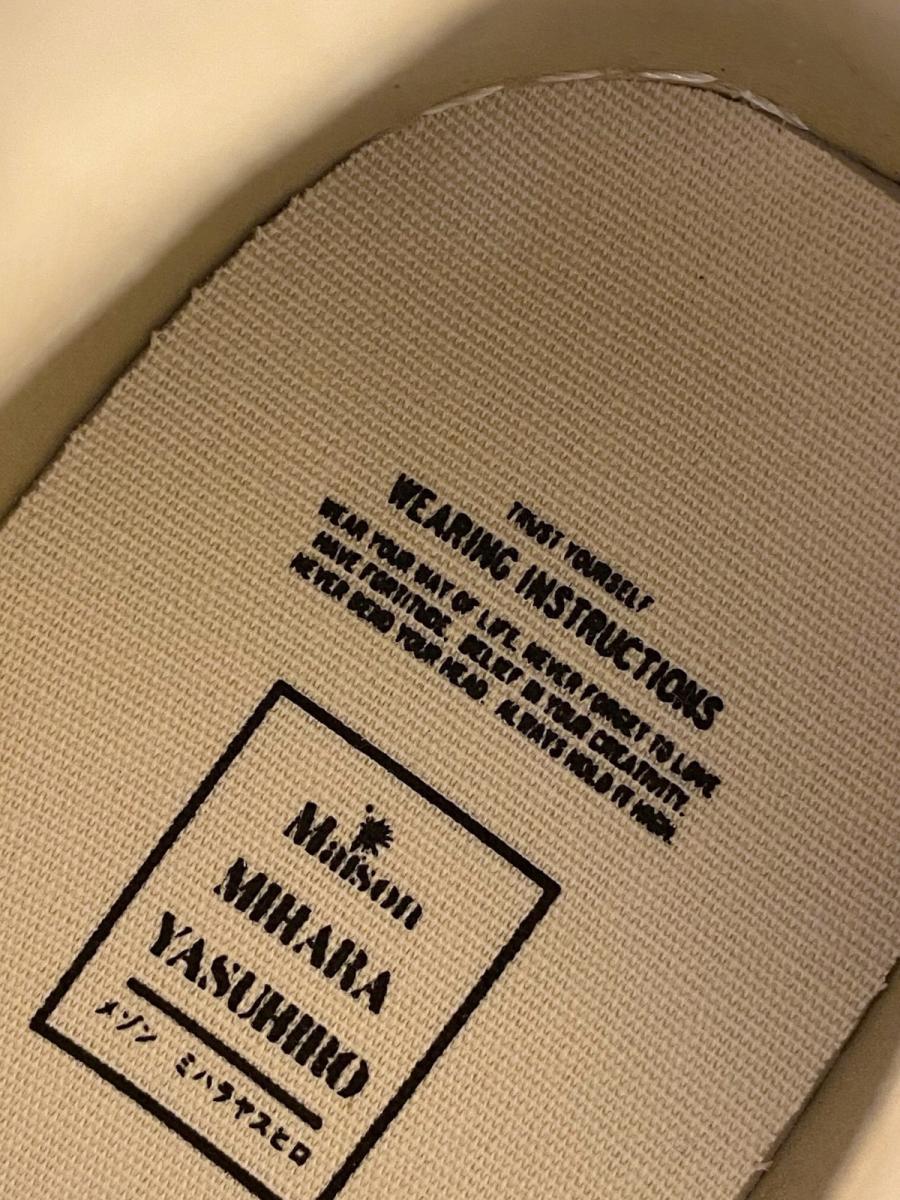 TRUST YOURSELF
WEARING INSTRUCTIONS
WEAR YOUR WAY OF LIFE. NEVER FORGET TO LOVE
HAVE FORTITUDE. BELIEF IN YOUR CREATIVITY.
NEVER BEND YOUR HEAD. ALWAYS HOLD IT HIGH.
Maison
MIHARA
YASUHIRO
メゾン ミハラヤスヒロ